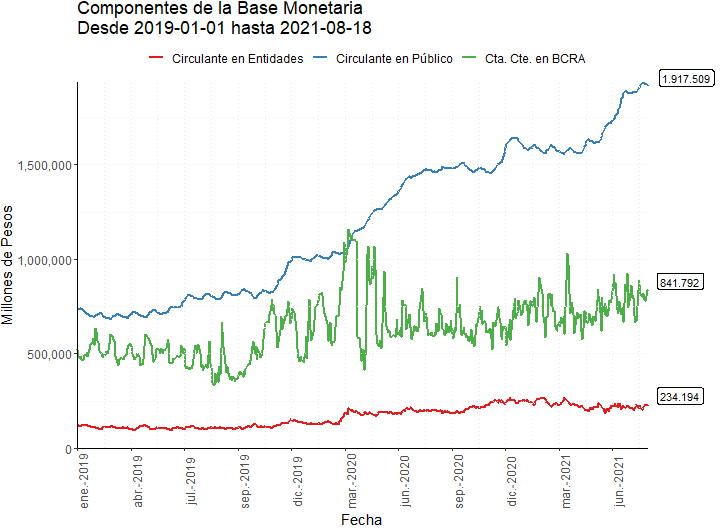 Componentes de la Base Monetaria
Desde 2019-01-01 hasta 2021-08-18
Circulante en Entidades Circulante en Público Cta. Cte. en BCRA
1.917.509
1,500,000
1,000,000
841.792
500,000
234.194
0
Millones de Pesos
ene.-2019 abr.-2019 jul.-2019 sep.-2019 dic.-2019 mar.-2020 jun.-2020 sep.-2020 dic.-2020 mar.-2021 jun.-2021
Fecha